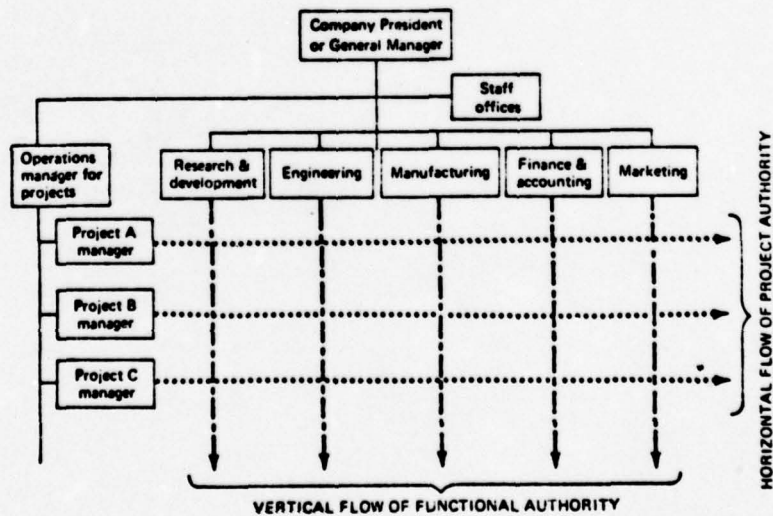 Company President
or General Manager
Staff
offices
Operations
manager for
projects
Research &
development
Engineering
Manufacturing
Finance &
accounting
Marketing
Project A
manager
Project B
manager
Project C
manager
HORIZONTAL FLOW OF PROJECT AUTHORITY
VERTICAL FLOW OF FUNCTIONAL AUTHORITY